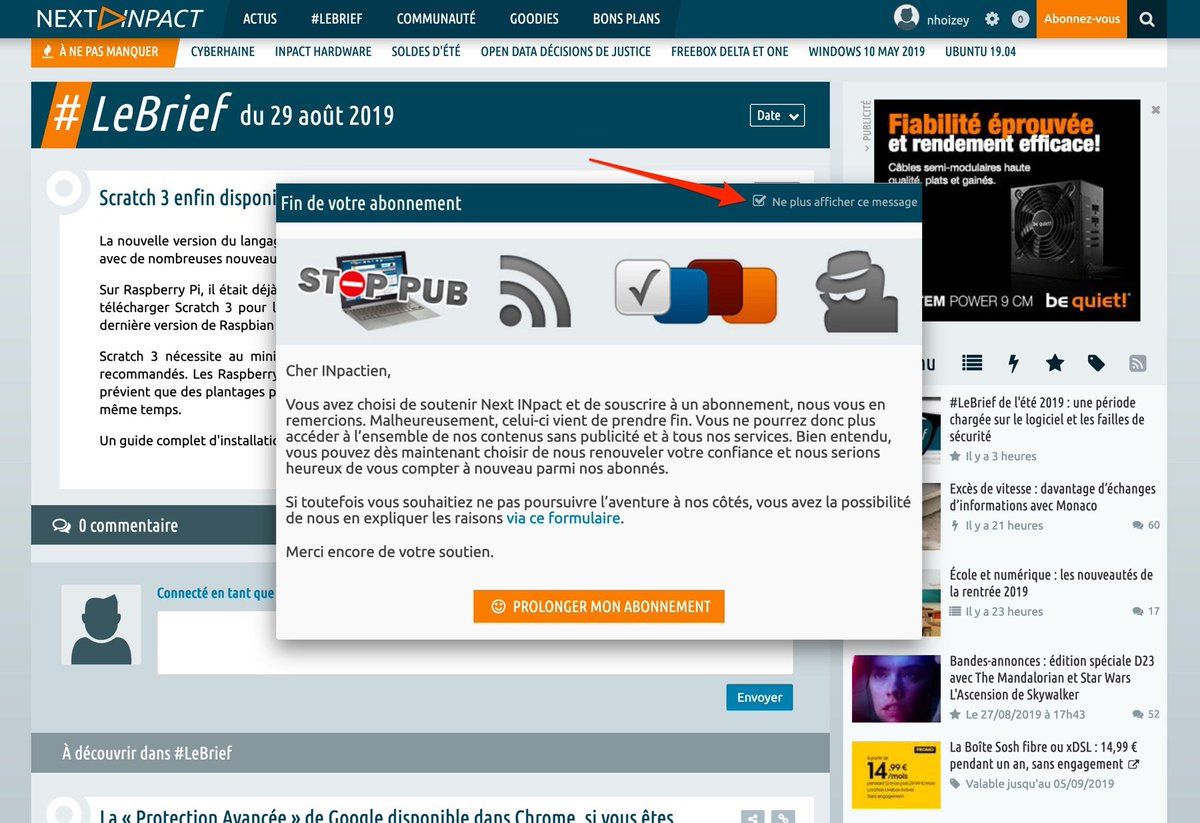 NEXT INPACT
ACTUS
#LEBRIEF
COMMUNAUTÉ
GOODIES
BONS PLANS
nhoizey
0
Abonnez-vous
À NE PAS MANQUER
CYBERHAINE
INPACT HARDWARE
SOLDES D'ÉTÉ
OPEN DATA DÉCISIONS DE JUSTICE
FREEBOX DELTA ET ONE
WINDOWS 10 MAY 2019
UBUNTU 19.04
#LeBrief du 29 août 2019
Date
Scratch 3 enfin disponi
La nouvelle version du langa
avec de nombreuses nouveau
Sur Raspberry Pi, il était déjà
télécharger Scratch 3 pour l
dernière version de Raspbian
Scratch 3 nécessite au mini
recommandés. Les Raspberry
prévient que des plantages p
même temps.
Un guide complet d'installatio
0 commentaire
Connecté en tant que
Envoyer
À découvrir dans #LeBrief
La « Protection Avancée » de Google disponible dans Chrome, si vous êtes
Fin de votre abonnement
Ne plus afficher ce message
STOP PUB
Cher INpactien,
Vous avez choisi de soutenir Next INpact et de souscrire à un abonnement, nous vous en
remercions. Malheureusement, celui-ci vient de prendre fin. Vous ne pourrez donc plus
accéder à l'ensemble de nos contenus sans publicité et à tous nos services. Bien entendu,
vous pouvez dès maintenant choisir de nous renouveler votre confiance et nous serions
heureux de vous compter à nouveau parmi nos abonnés.
Si toutefois vous souhaitiez ne pas poursuivre l'aventure à nos côtés, vous avez la possibilité
de nous en expliquer les raisons via ce formulaire.
Merci encore de votre soutien.
PROLONGER MON ABONNEMENT
PUBLICITÉ
Fiabilité éprouvée
et rendement efficace!
Câbles semi-modulaires haute
qualité, plats et gainés.
be quiet!
EM POWER 9 CM
be quiet!
nu
#LeBrief de l'été 2019 : une période
chargée sur le logiciel et les failles de
sécurité
Il y a 3 heures
Excès de vitesse : davantage d'échanges
d'informations avec Monaco
Il y a 21 heures
60
École et numérique : les nouveautés de
la rentrée 2019
Il y a 23 heures
17
Bandes-annonces : édition spéciale D23
avec The Mandalorian et Star Wars
L'Ascension de Skywalker
Le 27/08/2019 à 17h43
52
PROMO
14,99 €
/mois
La Boîte Sosh fibre ou xDSL : 14,99 €
pendant un an, sans engagement
Valable jusqu'au 05/09/2019